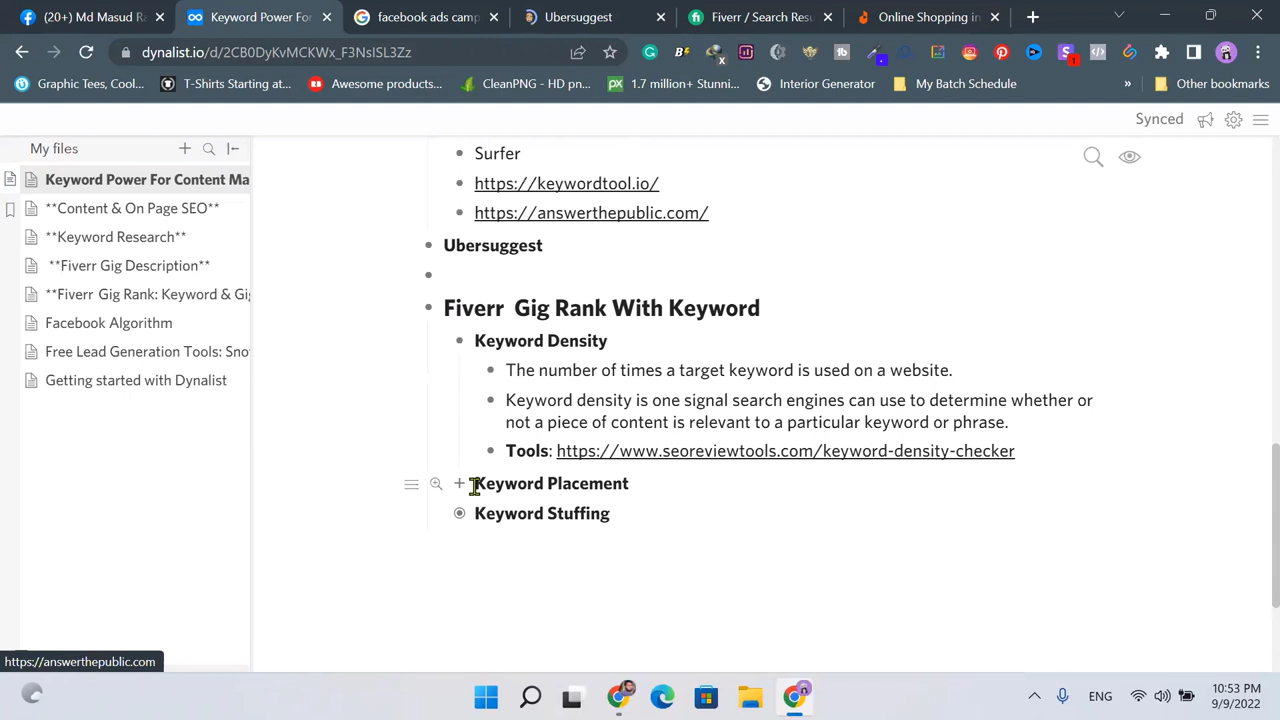 (20+) Md Masud Ra
Keyword Power For
facebook ads camp
Ubersuggest
Fiverr / Search Resu
Online Shopping in
dynalist.io/d/2CB0DyKvMCKWx_F3NsISL3Zz
Graphic Tees, Cool...
T-Shirts Starting at...
Awesome products...
CleanPNG - HD pn...
1.7 million+ Stunni...
Interior Generator
My Batch Schedule
»
Other bookmarks
Synced
My files
Keyword Power For Content Ma
**Content & On Page SEO**
**Keyword Research**
**Fiverr Gig Description**
**Fiverr Gig Rank: Keyword & Gi
Facebook Algorithm
Free Lead Generation Tools: Sno
Getting started with Dynalist
Surfer
https://keywordtool.io/
https://answerthepublic.com/
Ubersuggest
Fiverr Gig Rank With Keyword
Keyword Density
The number of times a target keyword is used on a website.
Keyword density is one signal search engines can use to determine whether or
not a piece of content is relevant to a particular keyword or phrase.
Tools: https://www.seoreviewtools.com/keyword-density-checker
Keyword Placement
Keyword Stuffing
https://answerthepublic.com
ENG
10:53 PM
9/9/2022